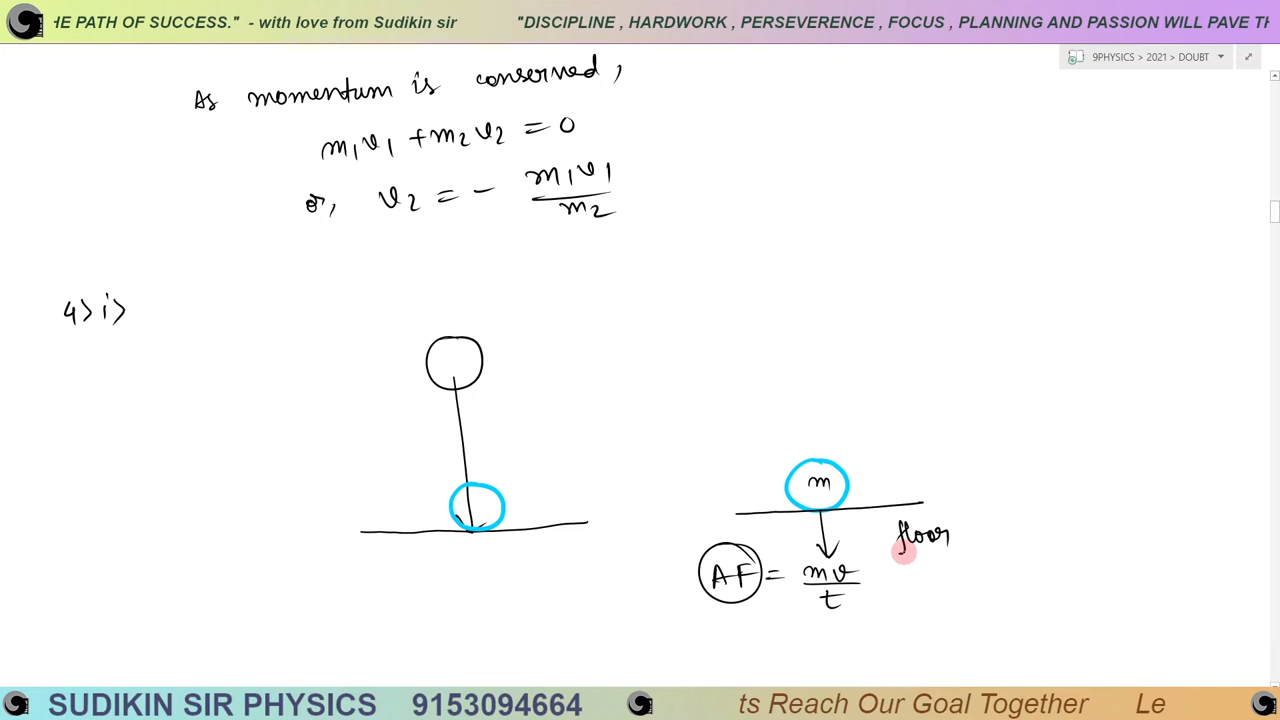 HE PATH OF SUCCESS." - with love from Sudikin sir "DISCIPLINE , HARDWORK , PERSEVERENCE , FOCUS , PLANNING AND PASSION WILL PAVE TH
9PHYSICS > 2021 > DOUBT
As momentum is conserved,
m₁v₁ + m₂v₂ = 0
or, v₂ = - m₁v₁/m₂
4> i>
m
floor
AF = mv/t
SUDIKIN SIR PHYSICS 9153094664 ts Reach Our Goal Together Le